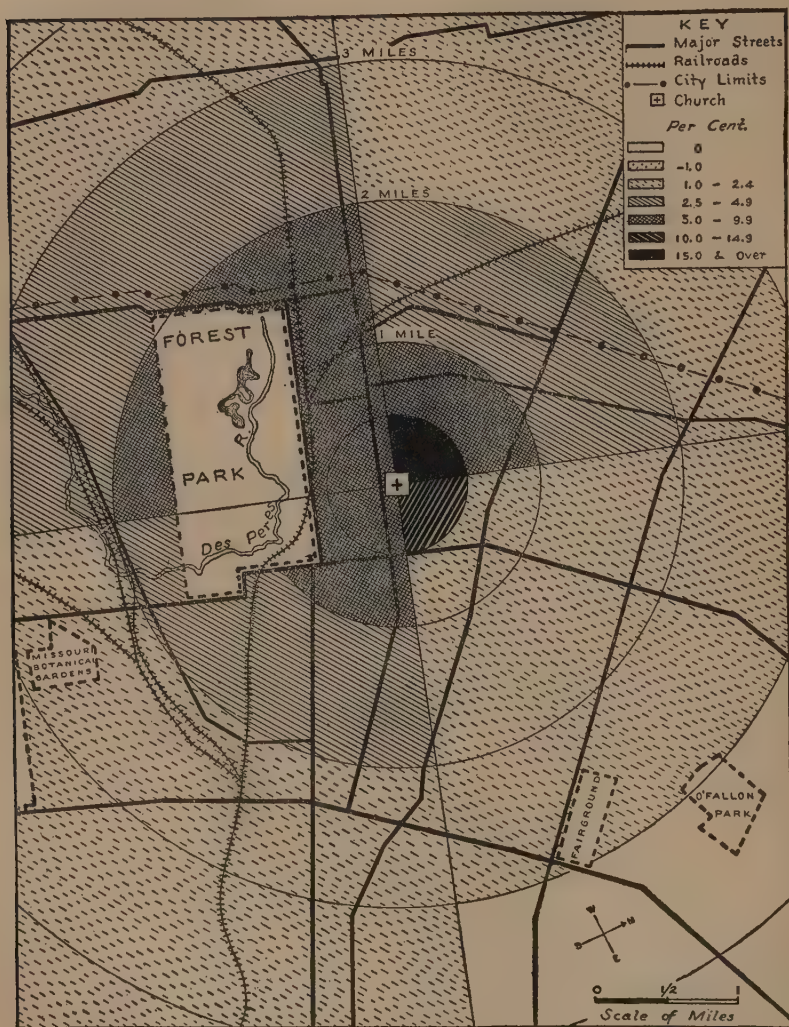 KEY
Major Streets
Railroads
City Limits
Church
Per Cent.
0
-1.0
1.0 - 2.4
2.5 - 4.9
5.0 - 9.9
10.0 - 14.9
15.0 & Over
3 MILES
2 MILES
1 MILE
FOREST
PARK
R.
Des Peres
MISSOURI
BOTANICAL
GARDENS
FAIRGROUND
O'FALLON
PARK
W
N
S
E
0 1/2 1
Scale of Miles